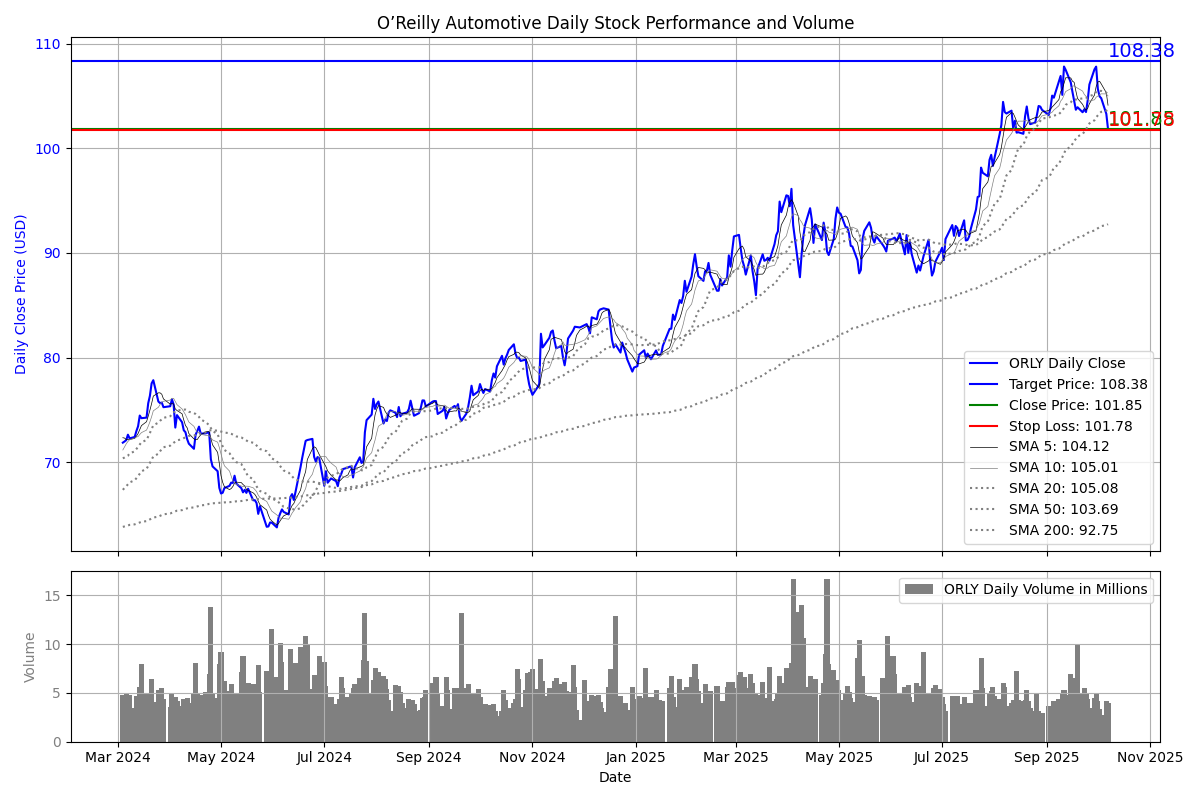 O’Reilly Automotive Daily Stock Performance and Volume
Daily Close Price (USD)
110
100
90
80
70
108.38
101.85
101.78
ORLY Daily Close
Target Price: 108.38
Close Price: 101.85
Stop Loss: 101.78
SMA 5: 104.12
SMA 10: 105.01
SMA 20: 105.08
SMA 50: 103.69
SMA 200: 92.75
Volume
15
10
5
0
ORLY Daily Volume in Millions
Mar 2024
May 2024
Jul 2024
Sep 2024
Nov 2024
Jan 2025
Mar 2025
May 2025
Jul 2025
Sep 2025
Nov 2025
Date